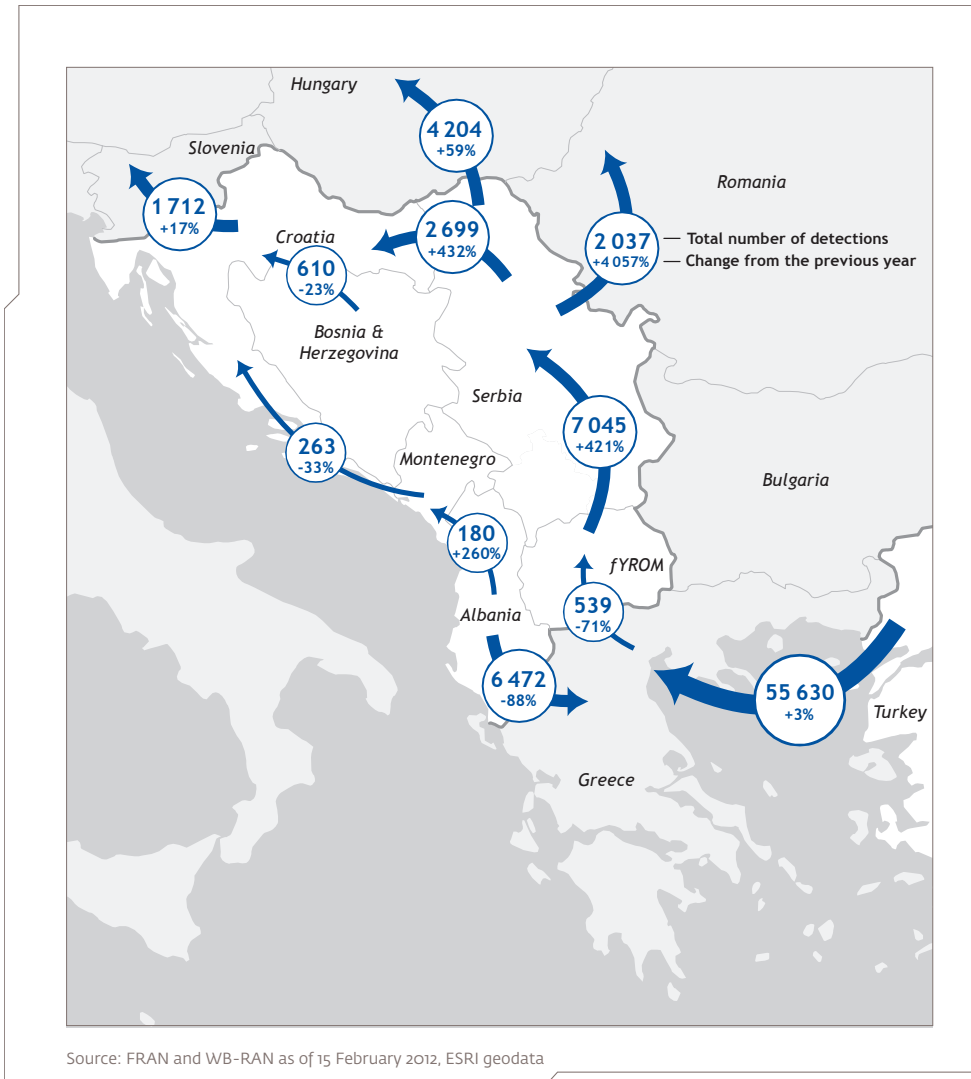 Hungary
4 204
+59%
Slovenia
Romania
1 712
+17%
Croatia
2 699
+432%
2 037
+4 057%
Total number of detections
Change from the previous year
610
-23%
Bosnia &
Herzegovina
Serbia
7 045
+421%
263
-33%
Montenegro
Bulgaria
180
+260%
fYROM
539
-71%
Albania
6 472
-88%
55 630
+3%
Turkey
Greece
Source: FRAN and WB-RAN as of 15 February 2012, ESRI geodata